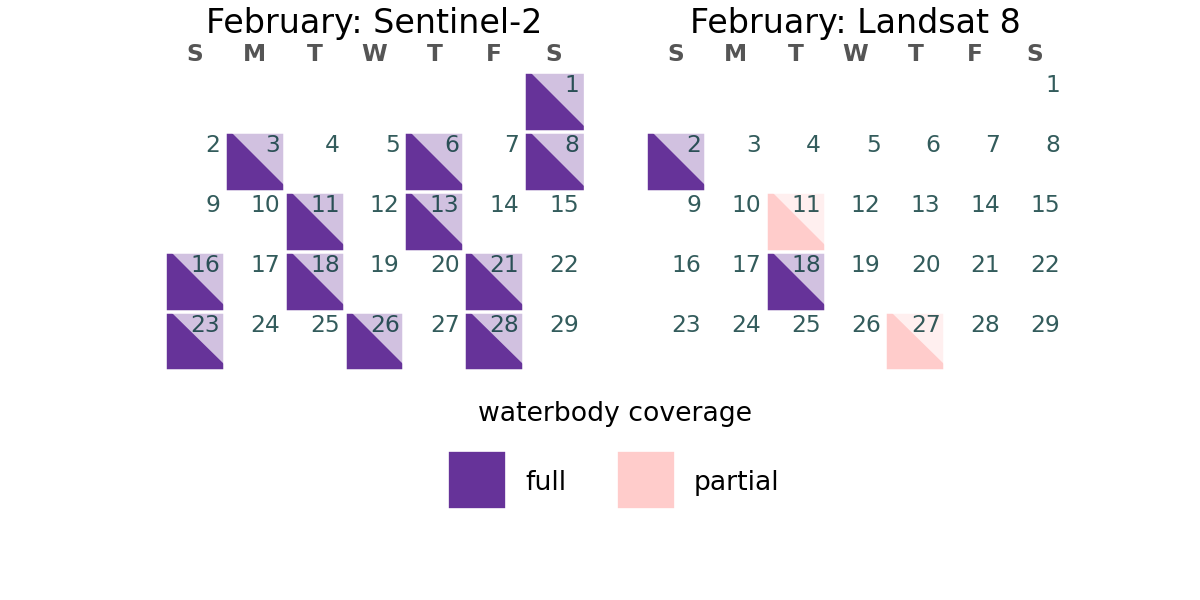 February: Sentinel-2
S M T W T F S
1
2 3 4 5 6 7 8
9 10 11 12 13 14 15
16 17 18 19 20 21 22
23 24 25 26 27 28 29
February: Landsat 8
S M T W T F S
1
2 3 4 5 6 7 8
9 10 11 12 13 14 15
16 17 18 19 20 21 22
23 24 25 26 27 28 29
waterbody coverage
full
partial